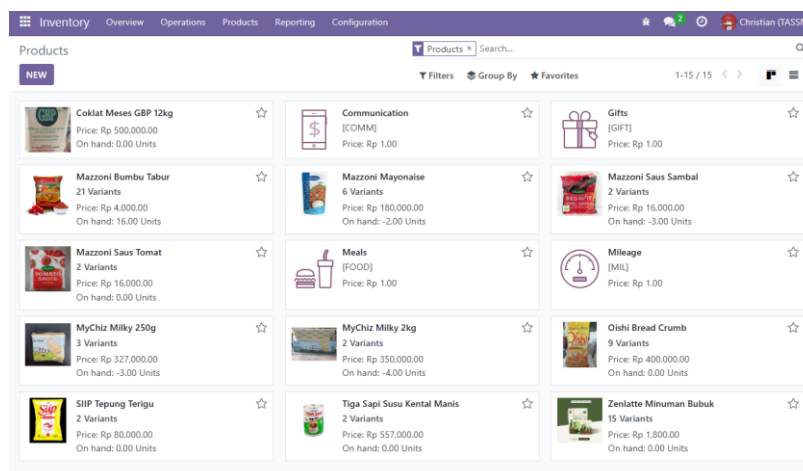 Inventory Overview Operations Products Reporting Configuration 2 Christian (TASSM
Products
Products × Search...
NEW
Filters Group By Favorites 1-15 / 15
Coklat Meses GBP 12kg
Price: Rp 500,000.00
On hand: 0.00 Units
Communication
[COMM]
Price: Rp 1.00
Gifts
[GIFT]
Price: Rp 1.00
Mazzoni Bumbu Tabur
21 Variants
Price: Rp 4,000.00
On hand: 16.00 Units
Mazzoni Mayonaise
6 Variants
Price: Rp 180,000.00
On hand: -2.00 Units
Mazzoni Saus Sambal
2 Variants
Price: Rp 16,000.00
On hand: -3.00 Units
Mazzoni Saus Tomat
2 Variants
Price: Rp 16,000.00
On hand: 0.00 Units
Meals
[FOOD]
Price: Rp 1.00
Mileage
[MIL]
Price: Rp 1.00
MyChiz Milky 250g
3 Variants
Price: Rp 327,000.00
On hand: -3.00 Units
MyChiz Milky 2kg
2 Variants
Price: Rp 350,000.00
On hand: -4.00 Units
Oishi Bread Crumb
9 Variants
Price: Rp 400,000.00
On hand: 0.00 Units
SIIP Tepung Terigu
2 Variants
Price: Rp 80,000.00
On hand: 0.00 Units
Tiga Sapi Susu Kental Manis
2 Variants
Price: Rp 557,000.00
On hand: 0.00 Units
Zenlatte Minuman Bubuk
15 Variants
Price: Rp 1,800.00
On hand: 0.00 Units